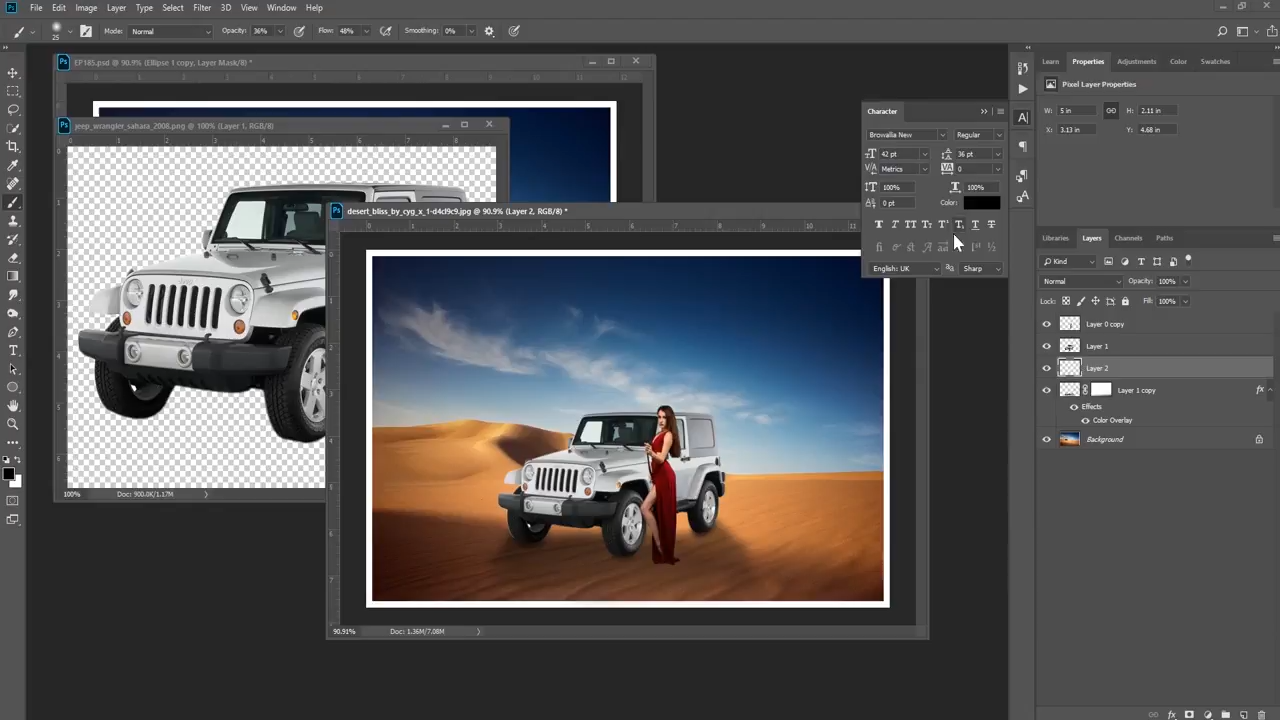 File Edit Image Layer Type Select Filter 3D View Window Help
25 Mode: Normal Opacity: 36% Flow: 48% Smoothing: 0%
EP185.psd @ 90.9% (Ellipse 1 copy, Layer Mask/8) *
jeep_wrangler_sahara_2008.png @ 100% (Layer 1, RGB/8)
100% Doc: 900.0K/1.17M
desert_bliss_by_cyg_x_1-d4cl9c9.jpg @ 90.9% (Layer 2, RGB/8) *
90.91% Doc: 1.36M/7.08M
Character
Browallia New Regular
42 pt 36 pt
Metrics 0
100% 100%
0 pt Color:
English: UK Sharp
Learn Properties Adjustments Color Swatches
Pixel Layer Properties
W: 5 in H: 2.11 in
X: 3.13 in Y: 4.68 in
Libraries Layers Channels Paths
Kind
Normal Opacity: 100%
Lock: Fill: 100%
Layer 0 copy
Layer 1
Layer 2
Layer 1 copy fx
Effects
Color Overlay
Background